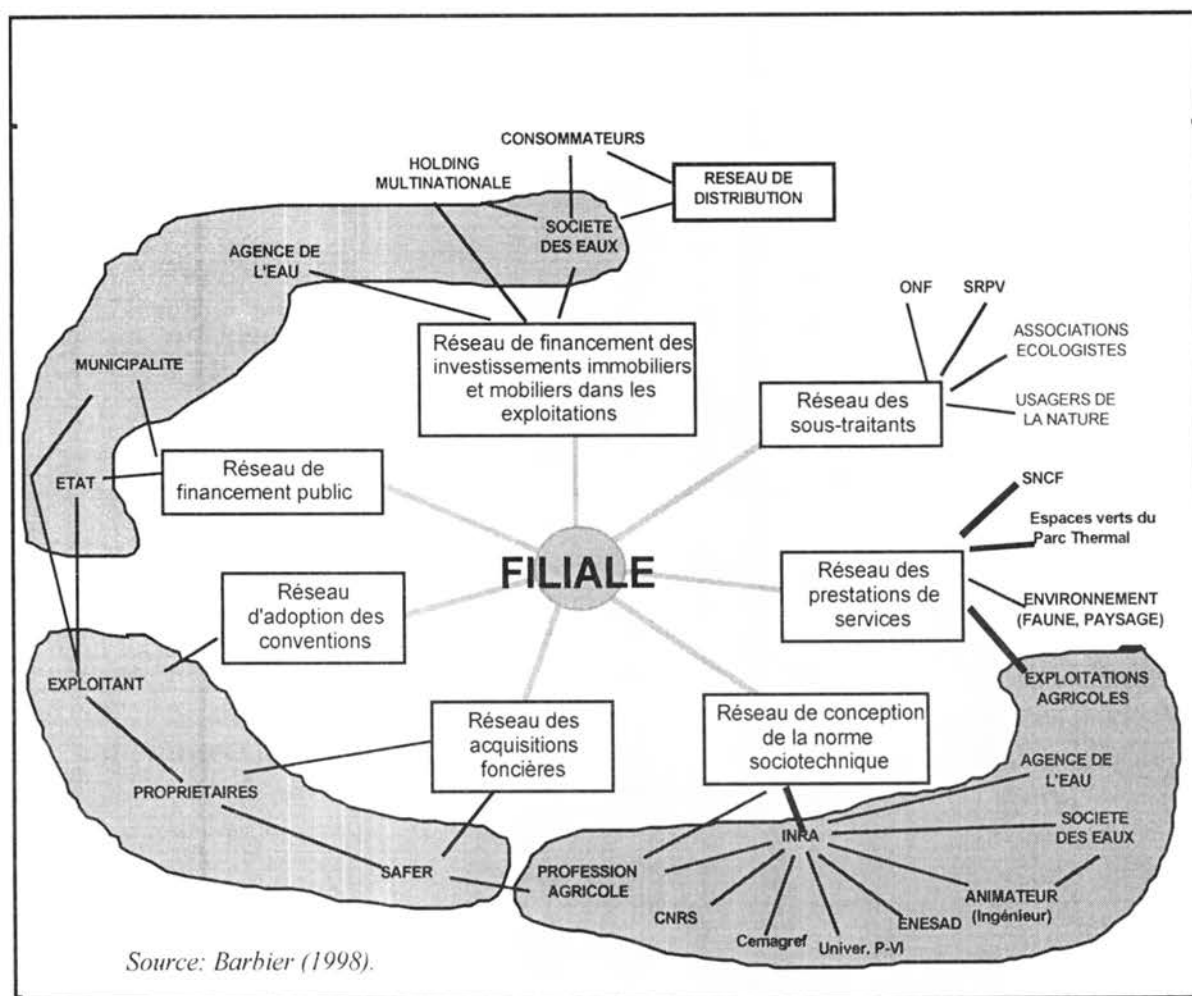 CONSOMMATEURS
HOLDING
MULTINATIONALE
RESEAU DE
DISTRIBUTION
SOCIETE
DES EAUX
AGENCE DE
L'EAU
ONF
SRPV
ASSOCIATIONS
ECOLOGISTES
USAGERS DE
LA NATURE
Réseau de financement des
investissements immobiliers
et mobiliers dans les
exploitations
Réseau des
sous-traitants
MUNICIPALITE
ETAT
Réseau de
financement public
SNCF
Espaces verts du
Parc Thermal
FILIALE
Réseau des
prestations de
services
ENVIRONNEMENT
(FAUNE, PAYSAGE)
Réseau
d'adoption des
conventions
EXPLOITANT
EXPLOITATIONS
AGRICOLES
Réseau des
acquisitions
foncières
Réseau de conception
de la norme
sociotechnique
AGENCE DE
L'EAU
PROPRIETAIRES
SOCIETE
DES EAUX
INRA
SAFER
PROFESSION
AGRICOLE
ANIMATEUR
(Ingénieur)
CNRS
ENESAD
Cemagref
Univer. P-VI
Source: Barbier (1998).